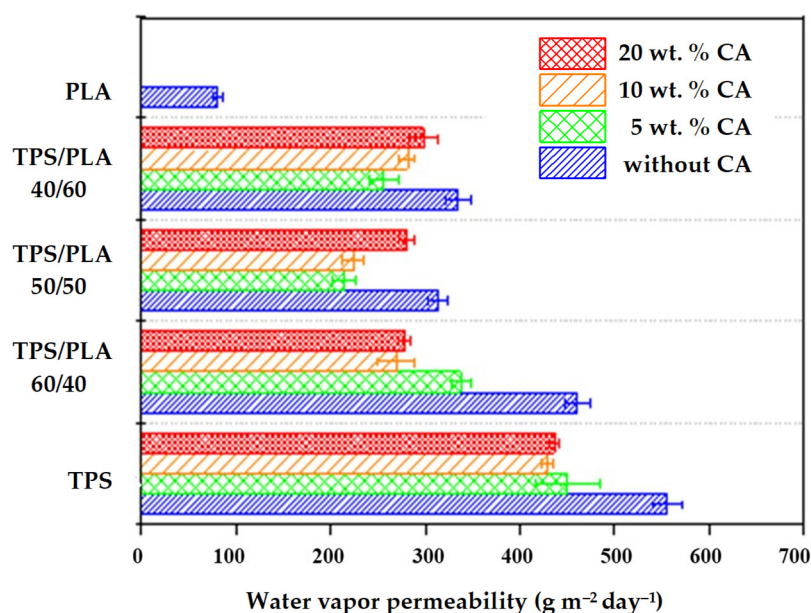 20 wt. % CA
10 wt. % CA
5 wt. % CA
without CA
PLA
TPS/PLA
40/60
TPS/PLA
50/50
TPS/PLA
60/40
TPS
0 100 200 300 400 500 600 700
Water vapor permeability (g m⁻² day⁻¹)